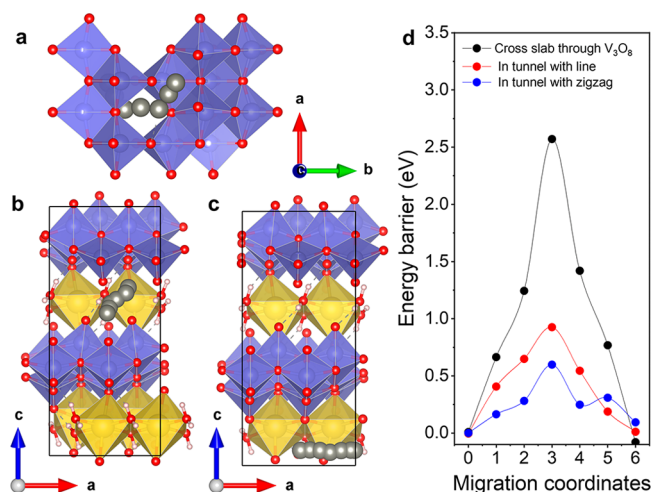 a
a
b
b
c
c
a
c
a
d
Cross slab through V₃O₈
In tunnel with line
In tunnel with zigzag
Energy barrier (eV)
3.5
3.0
2.5
2.0
1.5
1.0
0.5
0.0
0 1 2 3 4 5 6
Migration coordinates